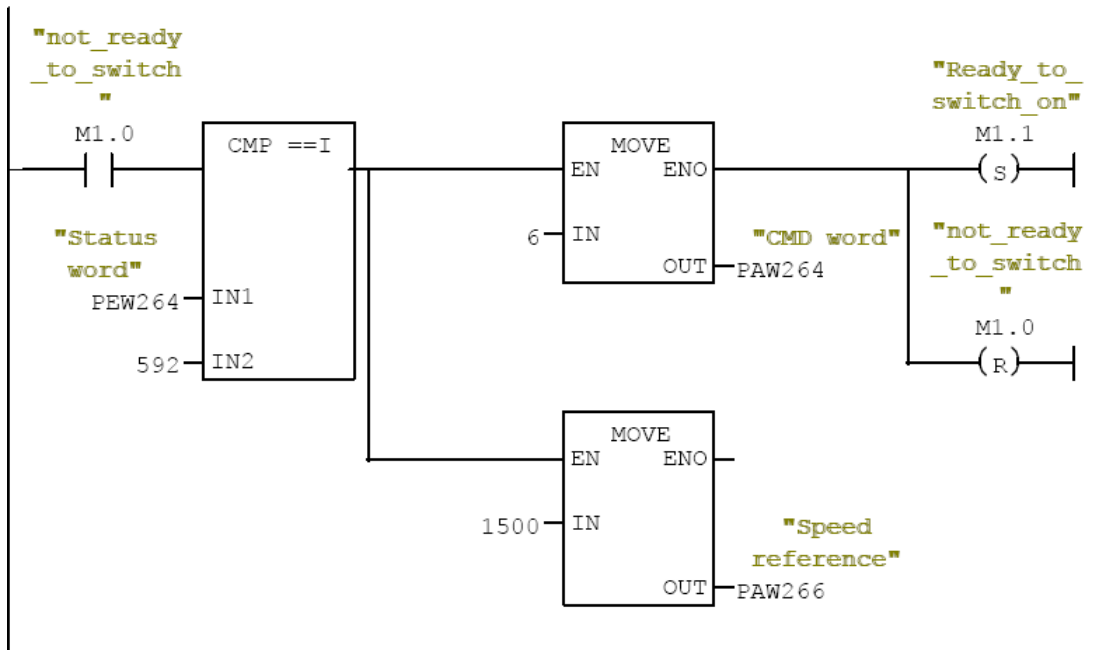 "not_ready
_to_switch
"
M1.0
CMP ==I
"Status
word"
PEW264
IN1
592
IN2
MOVE
EN
ENO
6
IN
"CMD word"
OUT
PAW264
"Ready_to_
switch_on"
M1.1
S
"not_ready
_to_switch
"
M1.0
R
MOVE
EN
ENO
1500
IN
"Speed
reference"
OUT
PAW266